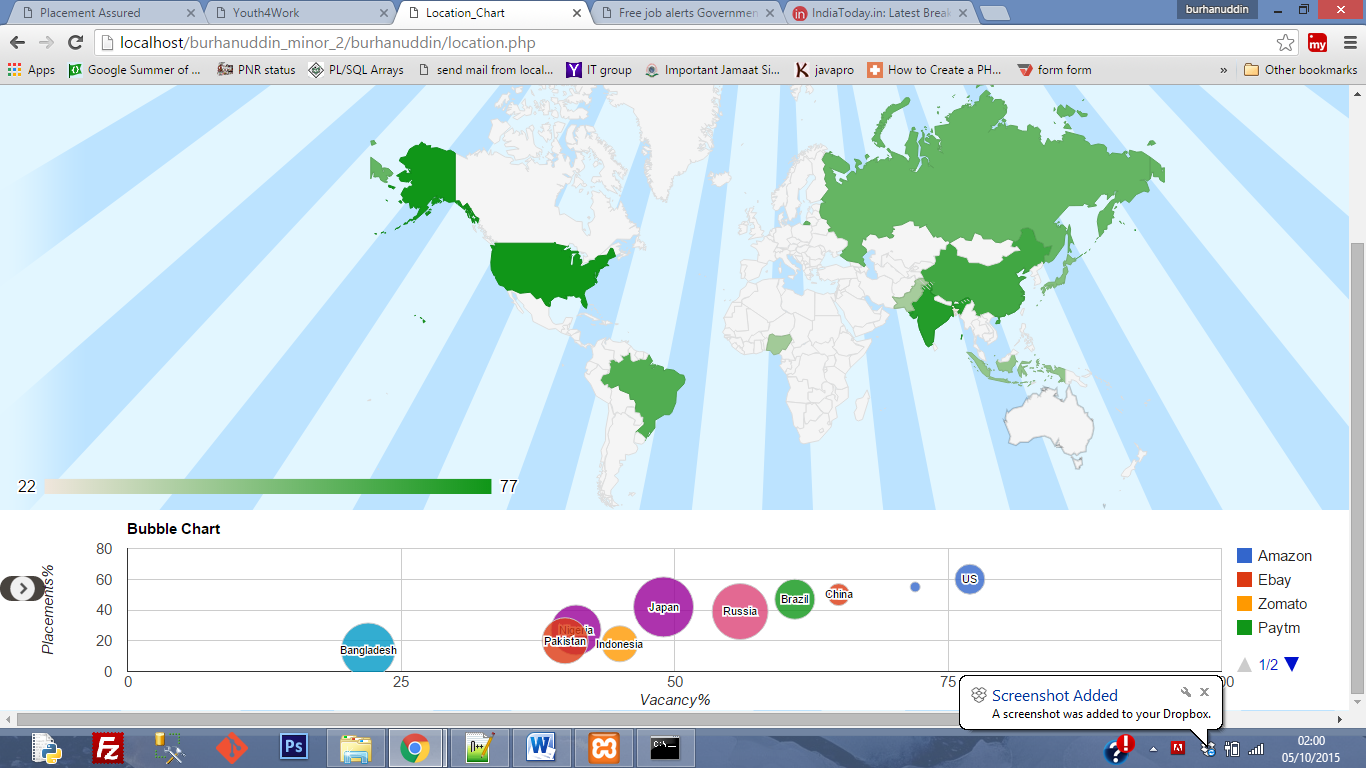 Placement Assured
Youth4Work
Location_Chart
Free job alerts Governmen
IndiaToday.in: Latest Break
burhanuddin
localhost/burhanuddin_minor_2/burhanuddin/location.php
my
Apps
Google Summer of ...
PNR status
PL/SQL Arrays
send mail from local...
IT group
Important Jamaat Si...
javapro
How to Create a PH...
form form
»
Other bookmarks
22
77
Bubble Chart
Placements%
80
60
40
20
0
Bangladesh
Nigeria
Pakistan
Indonesia
Japan
Russia
Brazil
China
US
0
25
50
75
00
Vacancy%
Amazon
Ebay
Zomato
Paytm
1/2
Screenshot Added
A screenshot was added to your Dropbox.
Ps
02:00
05/10/2015